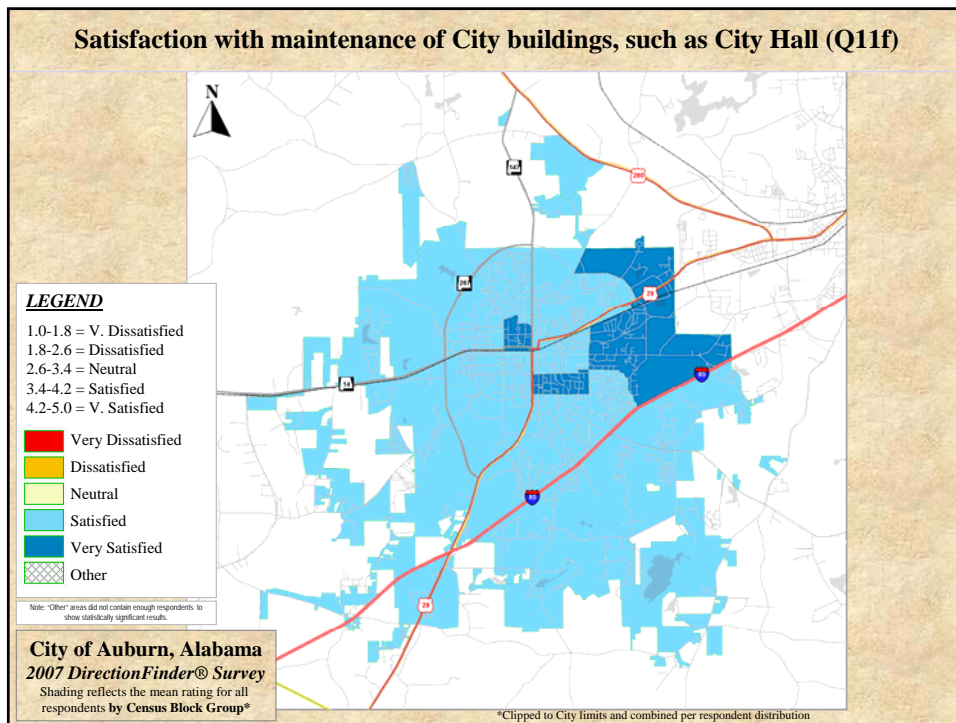 Satisfaction with maintenance of City buildings, such as City Hall (Q11f)
N
147
280
267
29
14
85
85
29
LEGEND
1.0-1.8 = V. Dissatisfied
1.8-2.6 = Dissatisfied
2.6-3.4 = Neutral
3.4-4.2 = Satisfied
4.2-5.0 = V. Satisfied
Very Dissatisfied
Dissatisfied
Neutral
Satisfied
Very Satisfied
Other
Note: "Other" areas did not contain enough respondents to
show statistically significant results.
City of Auburn, Alabama
2007 DirectionFinder® Survey
Shading reflects the mean rating for all
respondents by Census Block Group*
*Clipped to City limits and combined per respondent distribution